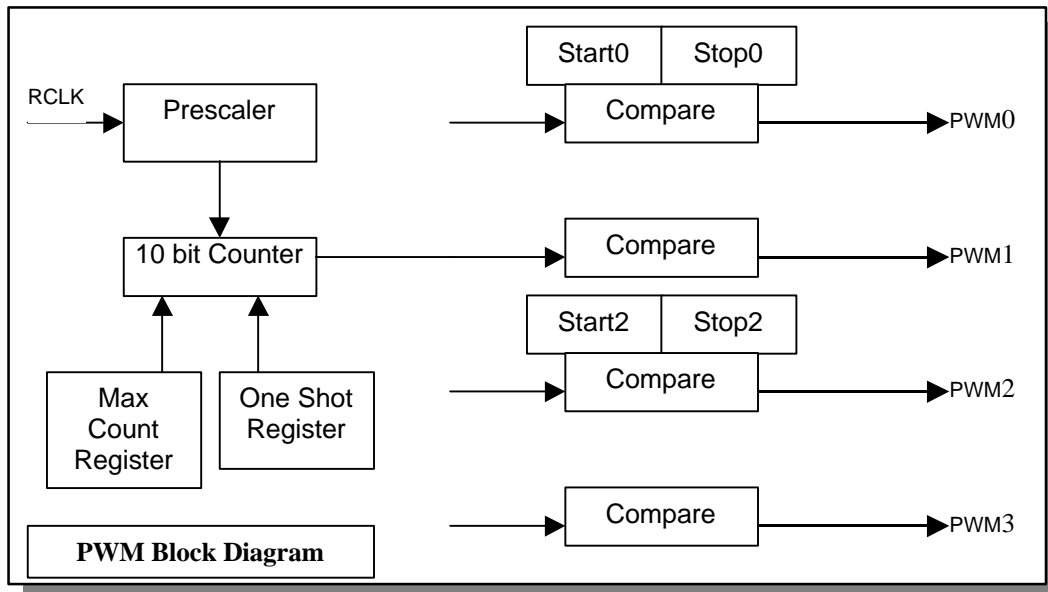 Start0 Stop0
RCLK
Prescaler
Compare
PWM0
10 bit Counter
Compare
PWM1
Start2 Stop2
Compare
PWM2
Max
Count
Register
One Shot
Register
Compare
PWM3
PWM Block Diagram